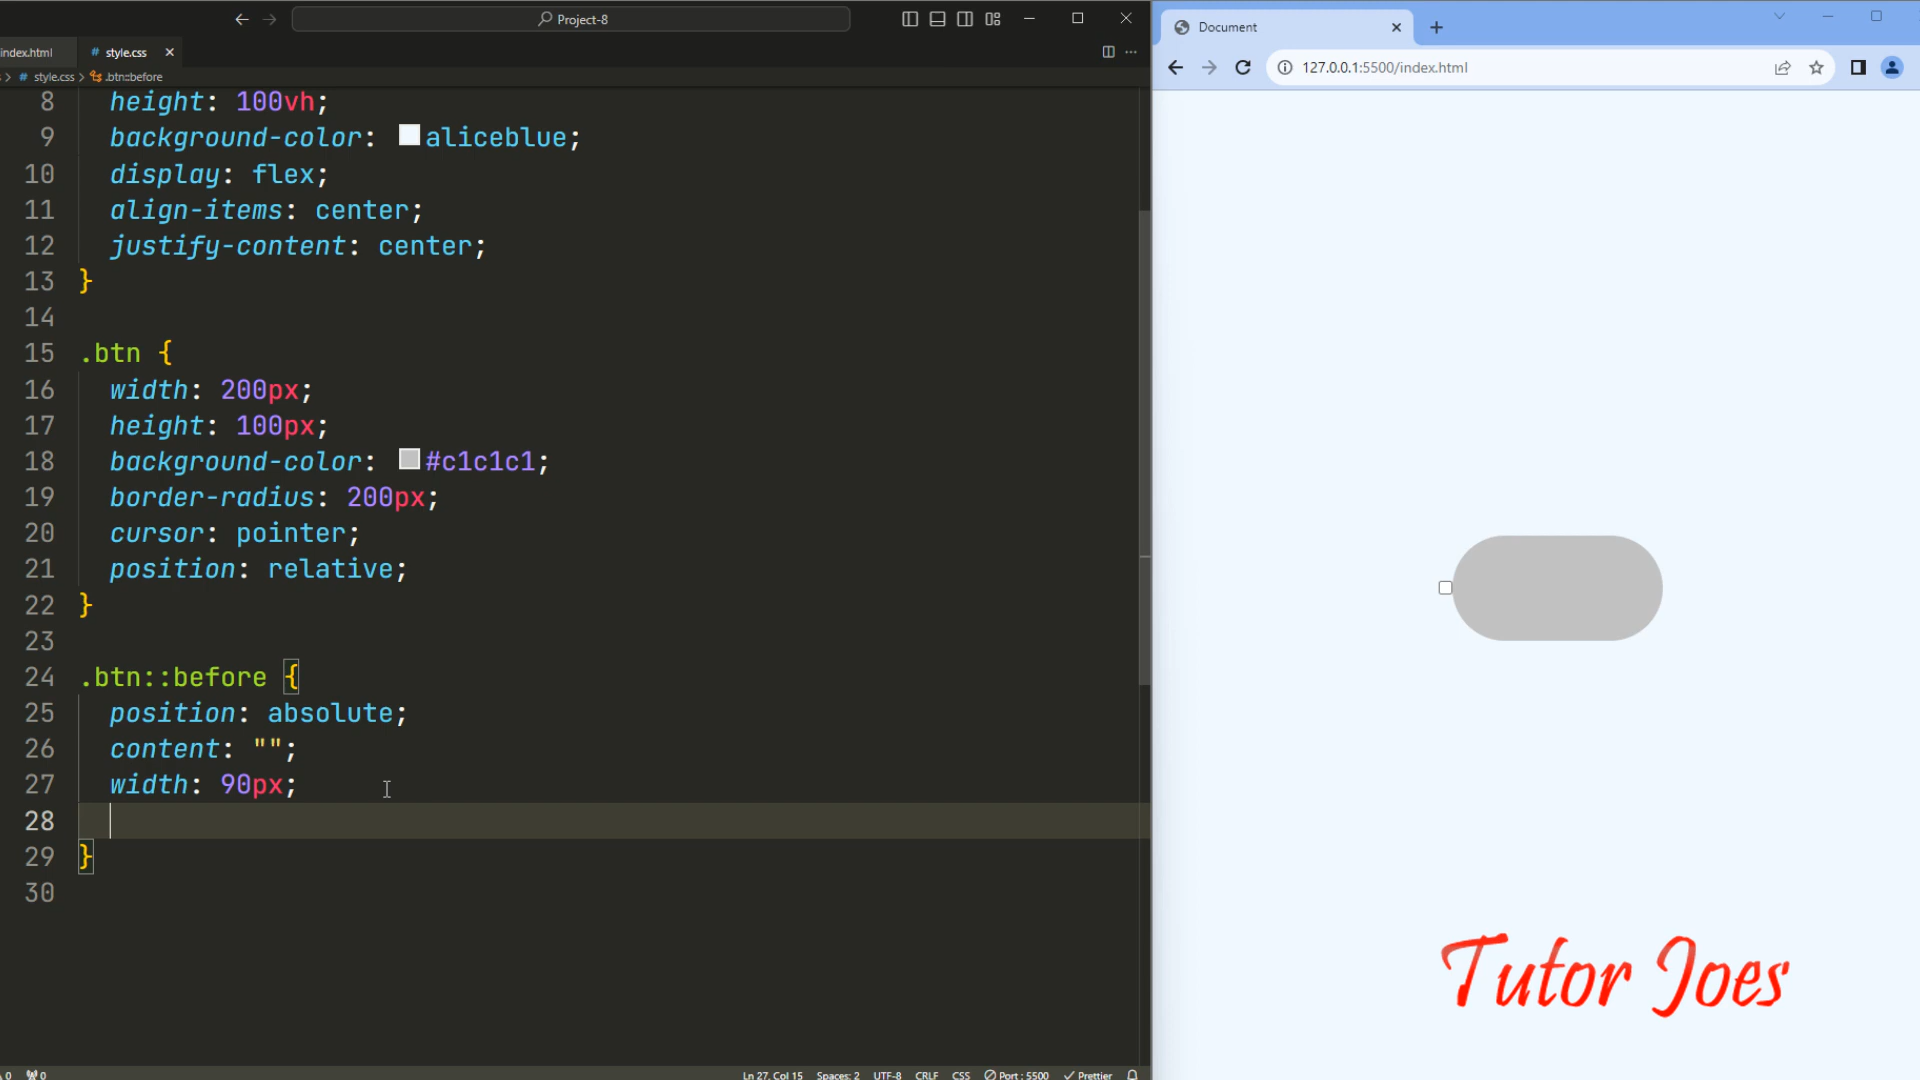 Project-8
index.html
# style.css
# style.css > .btn::before
8 height: 100vh;
9 background-color: aliceblue;
10 display: flex;
11 align-items: center;
12 justify-content: center;
13 }
14
15 .btn {
16 width: 200px;
17 height: 100px;
18 background-color: #c1c1c1;
19 border-radius: 200px;
20 cursor: pointer;
21 position: relative;
22 }
23
24 .btn::before {
25 position: absolute;
26 content: "";
27 width: 90px;
28
29 }
30
0 0 Ln 27, Col 15 Spaces: 2 UTF-8 CRLF CSS Port : 5500 Prettier
Document
127.0.0.1:5500/index.html
Tutor Joes